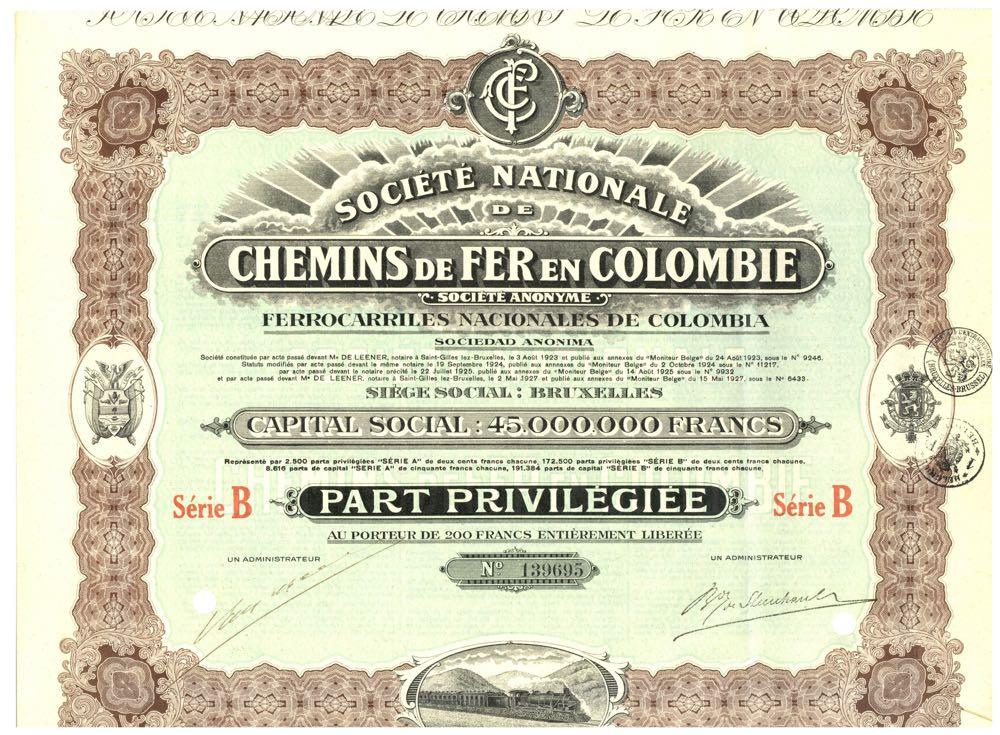 SOCIÉTÉ NATIONALE
DE
CHEMINS DE FER EN COLOMBIE
SOCIÉTÉ ANONYME
FERROCARRILES NACIONALES DE COLOMBIA
SOCIEDAD ANONIMA
Société constituée par acte passé devant Me DE LEENER, notaire à Saint-Gilles lez-Bruxelles, le 3 Août 1923 et publié aux annexes du "Moniteur Belge" du 24 Août 1923, sous le No 9246.
Statuts modifiés par acte passé devant le même notaire le 19 Septembre 1924, publié aux annexes du "Moniteur Belge" du 2 Octobre 1924 sous le No 11217.
par acte passé devant le notaire précité le 22 Juillet 1925, publié aux annexes du "Moniteur Belge" du 14 Août 1925 sous le No 9932
et par acte passé devant Me DE LEENER, notaire à Saint-Gilles lez-Bruxelles, le 2 Mai 1927 et publié aux annexes du "Moniteur Belge" du 15 Mai 1927, sous le No 6433.
SIÈGE SOCIAL : BRUXELLES
CAPITAL SOCIAL : 45.000.000 FRANCS
Représenté par 2.500 parts privilégiées "SÉRIE A" de deux cents francs chacune, 172.500 parts privilégiées "SÉRIE B" de deux cents francs chacune,
8.616 parts de capital "SÉRIE A" de cinquante francs chacune, 191.384 parts de capital "SÉRIE B" de cinquante francs chacune,
Série B PART PRIVILÉGIÉE Série B
AU PORTEUR DE 200 FRANCS ENTIÈREMENT LIBERÉE
UN ADMINISTRATEUR UN ADMINISTRATEUR
No 139695